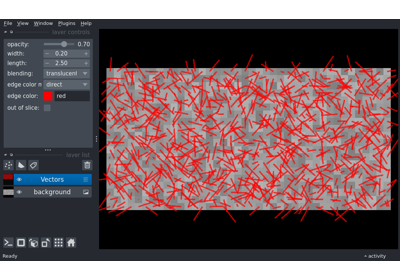 File View Window Plugins Help
layer controls
opacity: 0.70
width: 0.20
length: 2.50
blending: translucent
edge color m direct
edge color: red
out of slice:
layer list
Vectors
background
Ready
activity